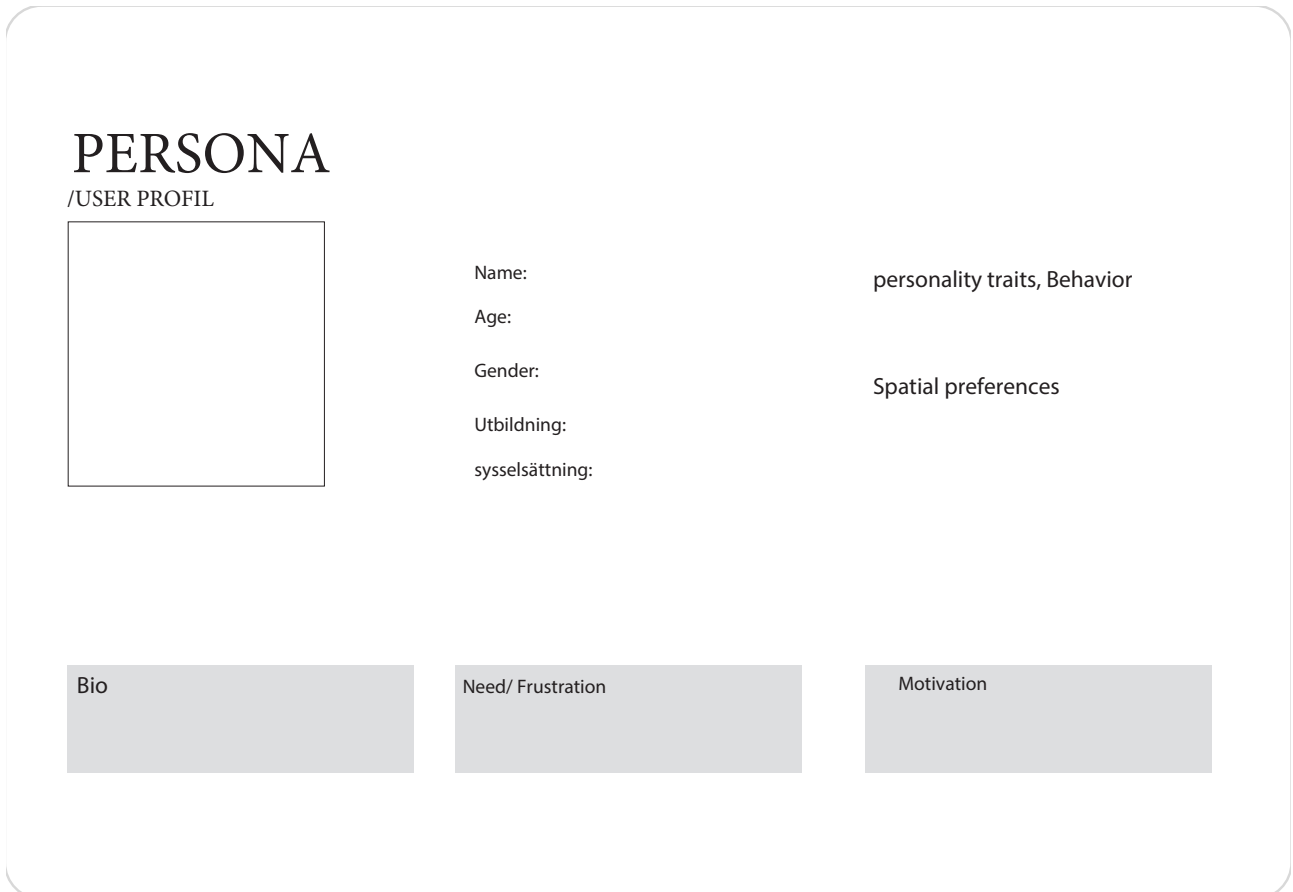 PERSONA
/USER PROFIL
Name:
Age:
Gender:
Utbildning:
sysselsättning:
personality traits, Behavior
Spatial preferences
Bio
Need/ Frustration
Motivation